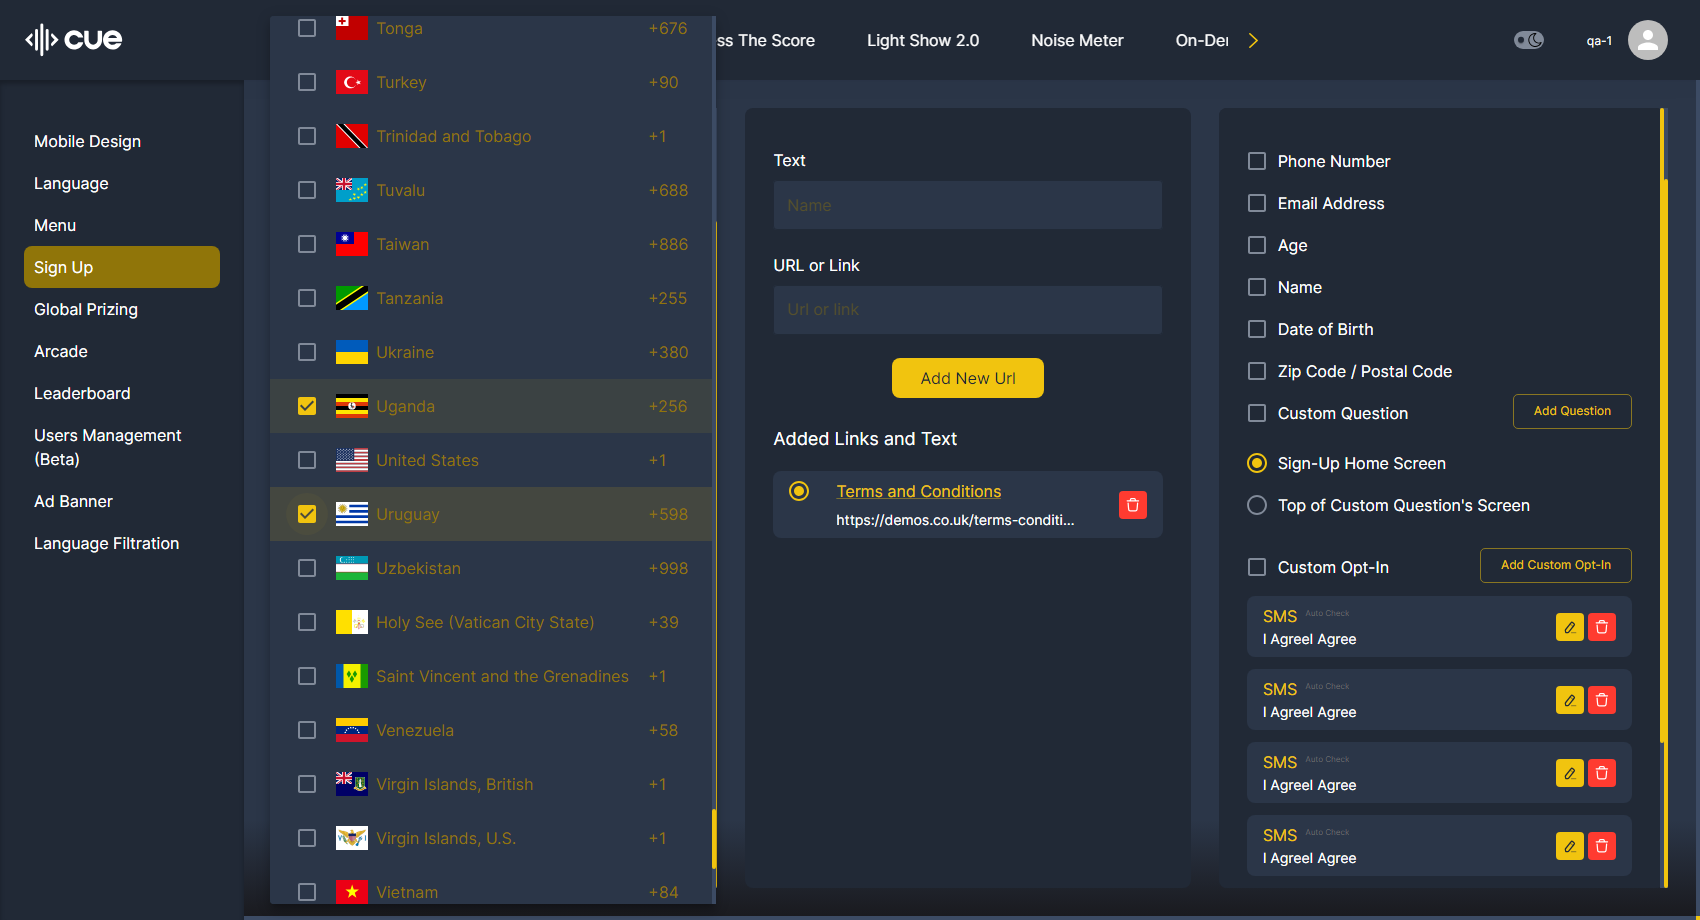 cue
ss The Score
Light Show 2.0
Noise Meter
On-De
qa-1
Mobile Design
Language
Menu
Sign Up
Global Prizing
Arcade
Leaderboard
Users Management
(Beta)
Ad Banner
Language Filtration
Tonga +676
Turkey +90
Trinidad and Tobago +1
Tuvalu +688
Taiwan +886
Tanzania +255
Ukraine +380
Uganda +256
United States +1
Uruguay +598
Uzbekistan +998
Holy See (Vatican City State) +39
Saint Vincent and the Grenadines +1
Venezuela +58
Virgin Islands, British +1
Virgin Islands, U.S. +1
Vietnam +84
Text
Name
URL or Link
Url or link
Add New Url
Added Links and Text
Terms and Conditions
https://demos.co.uk/terms-conditi...
Phone Number
Email Address
Age
Name
Date of Birth
Zip Code / Postal Code
Custom Question
Add Question
Sign-Up Home Screen
Top of Custom Question's Screen
Custom Opt-In
Add Custom Opt-In
SMS Auto Check
I AgreeI Agree
SMS Auto Check
I AgreeI Agree
SMS Auto Check
I AgreeI Agree
SMS Auto Check
I AgreeI Agree